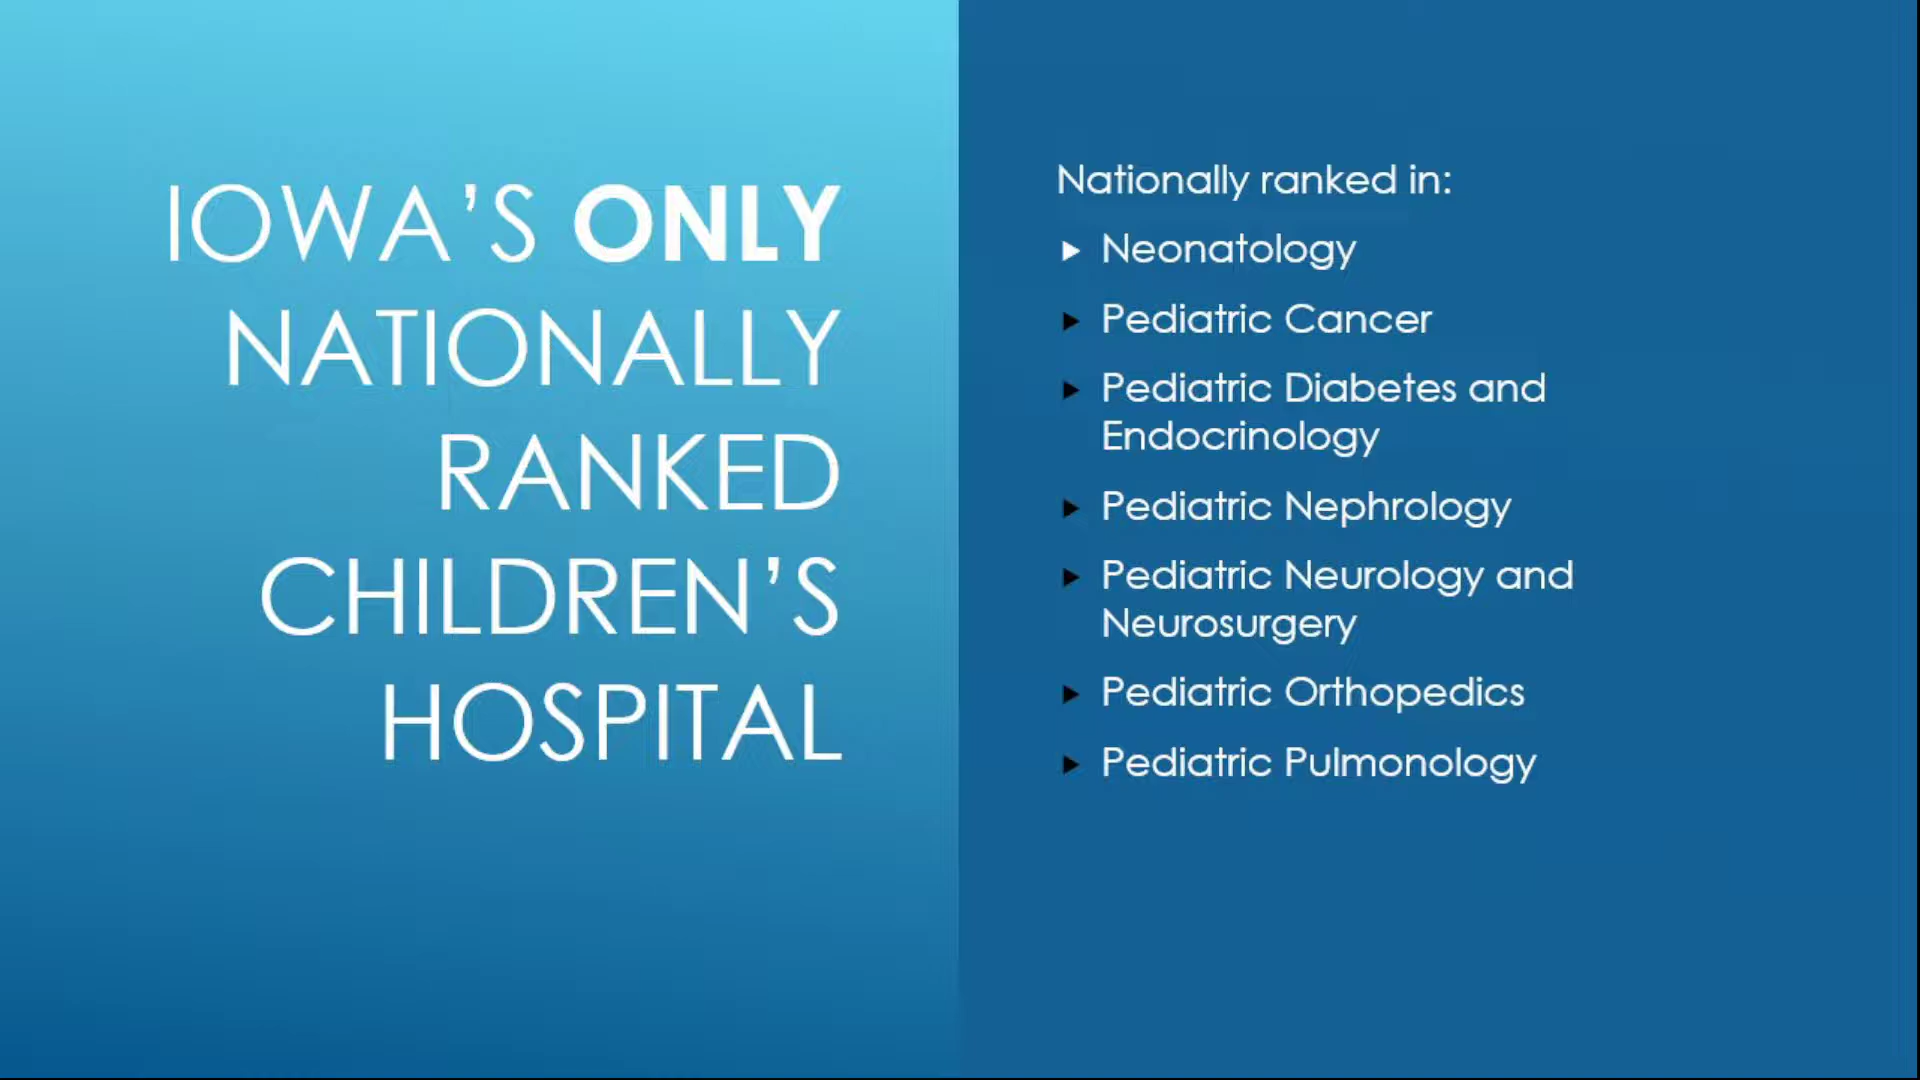 IOWA’S ONLY
NATIONALLY
RANKED
CHILDREN’S
HOSPITAL
Nationally ranked in:
Neonatology
Pediatric Cancer
Pediatric Diabetes and
Endocrinology
Pediatric Nephrology
Pediatric Neurology and
Neurosurgery
Pediatric Orthopedics
Pediatric Pulmonology